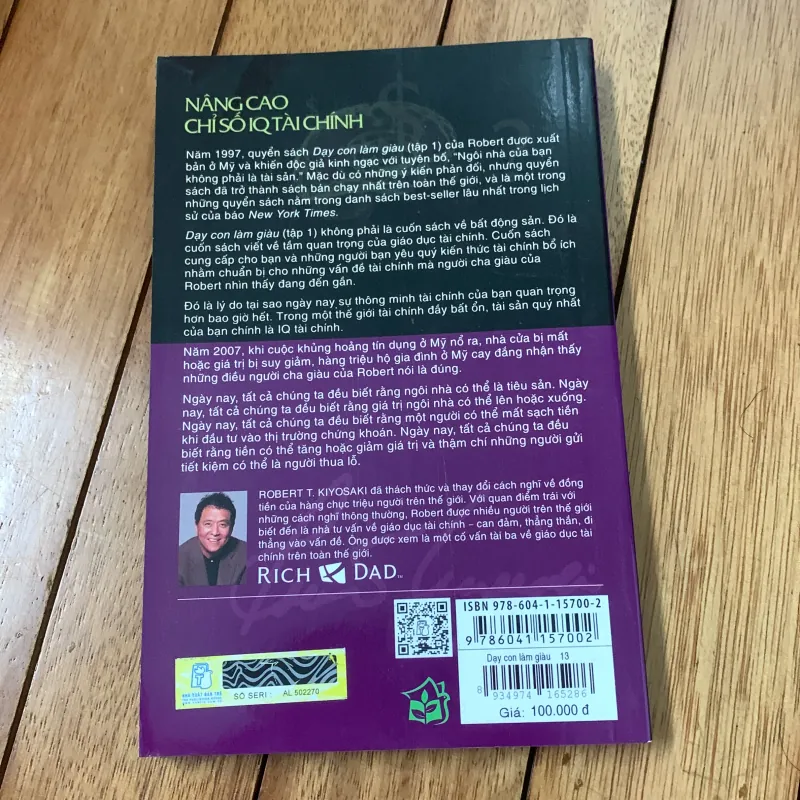 NÂNG CAO
CHỈ SỐ IQ TÀI CHÍNH
Năm 1997, quyển sách Dạy con làm giàu (tập 1) của Robert được xuất
bản ở Mỹ và khiến độc giả kinh ngạc với tuyên bố, "Ngôi nhà của bạn
không phải là tài sản." Mặc dù có những ý kiến phản đối, nhưng quyển
sách đã trở thành sách bán chạy nhất trên toàn thế giới, và là một trong
những quyển sách nằm trong danh sách best-seller lâu nhất trong lịch
sử của báo New York Times.
Dạy con làm giàu (tập 1) không phải là cuốn sách về bất động sản. Đó là
cuốn sách viết về tầm quan trọng của giáo dục tài chính. Cuốn sách
cung cấp cho bạn và những người bạn yêu quý kiến thức tài chính bổ ích
nhằm chuẩn bị cho những vấn đề tài chính mà người cha giàu của
Robert nhìn thấy đang đến gần.
Đó là lý do tại sao ngày nay sự thông minh tài chính của bạn quan trọng
hơn bao giờ hết. Trong một thế giới tài chính đầy bất ổn, tài sản quý nhất
của bạn chính là IQ tài chính.
Năm 2007, khi cuộc khủng hoảng tín dụng ở Mỹ nổ ra, nhà cửa bị mất
hoặc giá trị bị suy giảm, hàng triệu hộ gia đình ở Mỹ cay đắng nhận thấy
những điều người cha giàu của Robert nói là đúng.
Ngày nay, tất cả chúng ta đều biết rằng ngôi nhà có thể là tiêu sản. Ngày
nay, tất cả chúng ta đều biết rằng giá trị ngôi nhà có thể lên hoặc xuống.
Ngày nay, tất cả chúng ta đều biết rằng một người có thể mất sạch tiền
khi đầu tư vào thị trường chứng khoán. Ngày nay, tất cả chúng ta đều
biết rằng tiền có thể tăng hoặc giảm giá trị và thậm chí những người gửi
tiết kiệm có thể là người thua lỗ.
ROBERT T. KIYOSAKI đã thách thức và thay đổi cách nghĩ về đồng
tiền của hàng chục triệu người trên thế giới. Với quan điểm trái với
những cách nghĩ thông thường, Robert được nhiều người trên thế giới
biết đến là nhà tư vấn về giáo dục tài chính - can đảm, thẳng thắn, đi
thẳng vào vấn đề. Ông được xem là một cố vấn tài ba về giáo dục tài
chính trên toàn thế giới.
RICH DAD™
ISBN 978-604-1-15700-2
9 786041 157002
Dạy con làm giàu 13
8 934974 165286
Giá: 100.000 đ
NHÀ XUẤT BẢN TRẺ
SỐ SERI : AL 502270